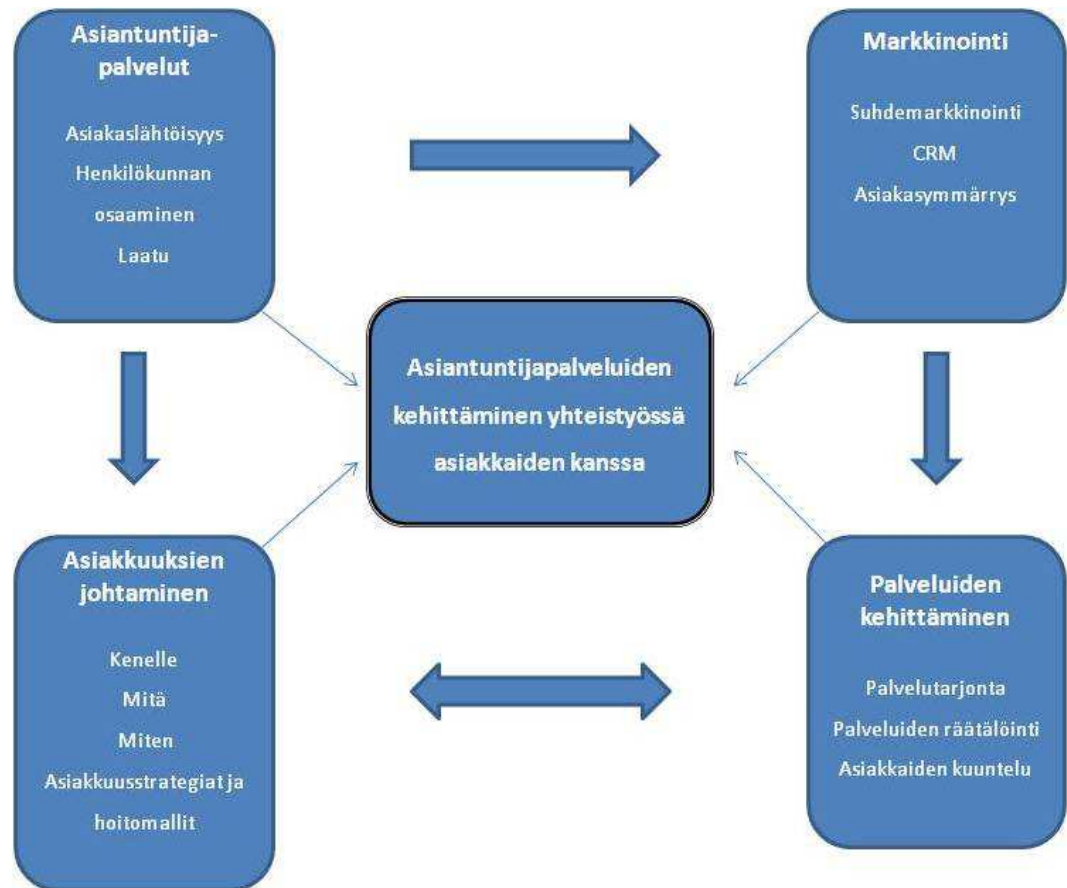 Asiantuntija-
palvelut
Asiakaslähtöisyys
Henkilökunnan
osaaminen
Laatu
Markkinointi
Suhdemarkkinointi
CRM
Asiakasymmärrys
Asiantuntijapalveluiden
kehittäminen yhteistyössä
asiakkaiden kanssa
Asiakkuuksien
johtaminen
Kenelle
Mitä
Miten
Asiakkuusstrategiat ja
hoitomallit
Palveluiden
kehittäminen
Palvelutarjonta
Palveluiden räätälöinti
Asiakkaiden kuuntelu